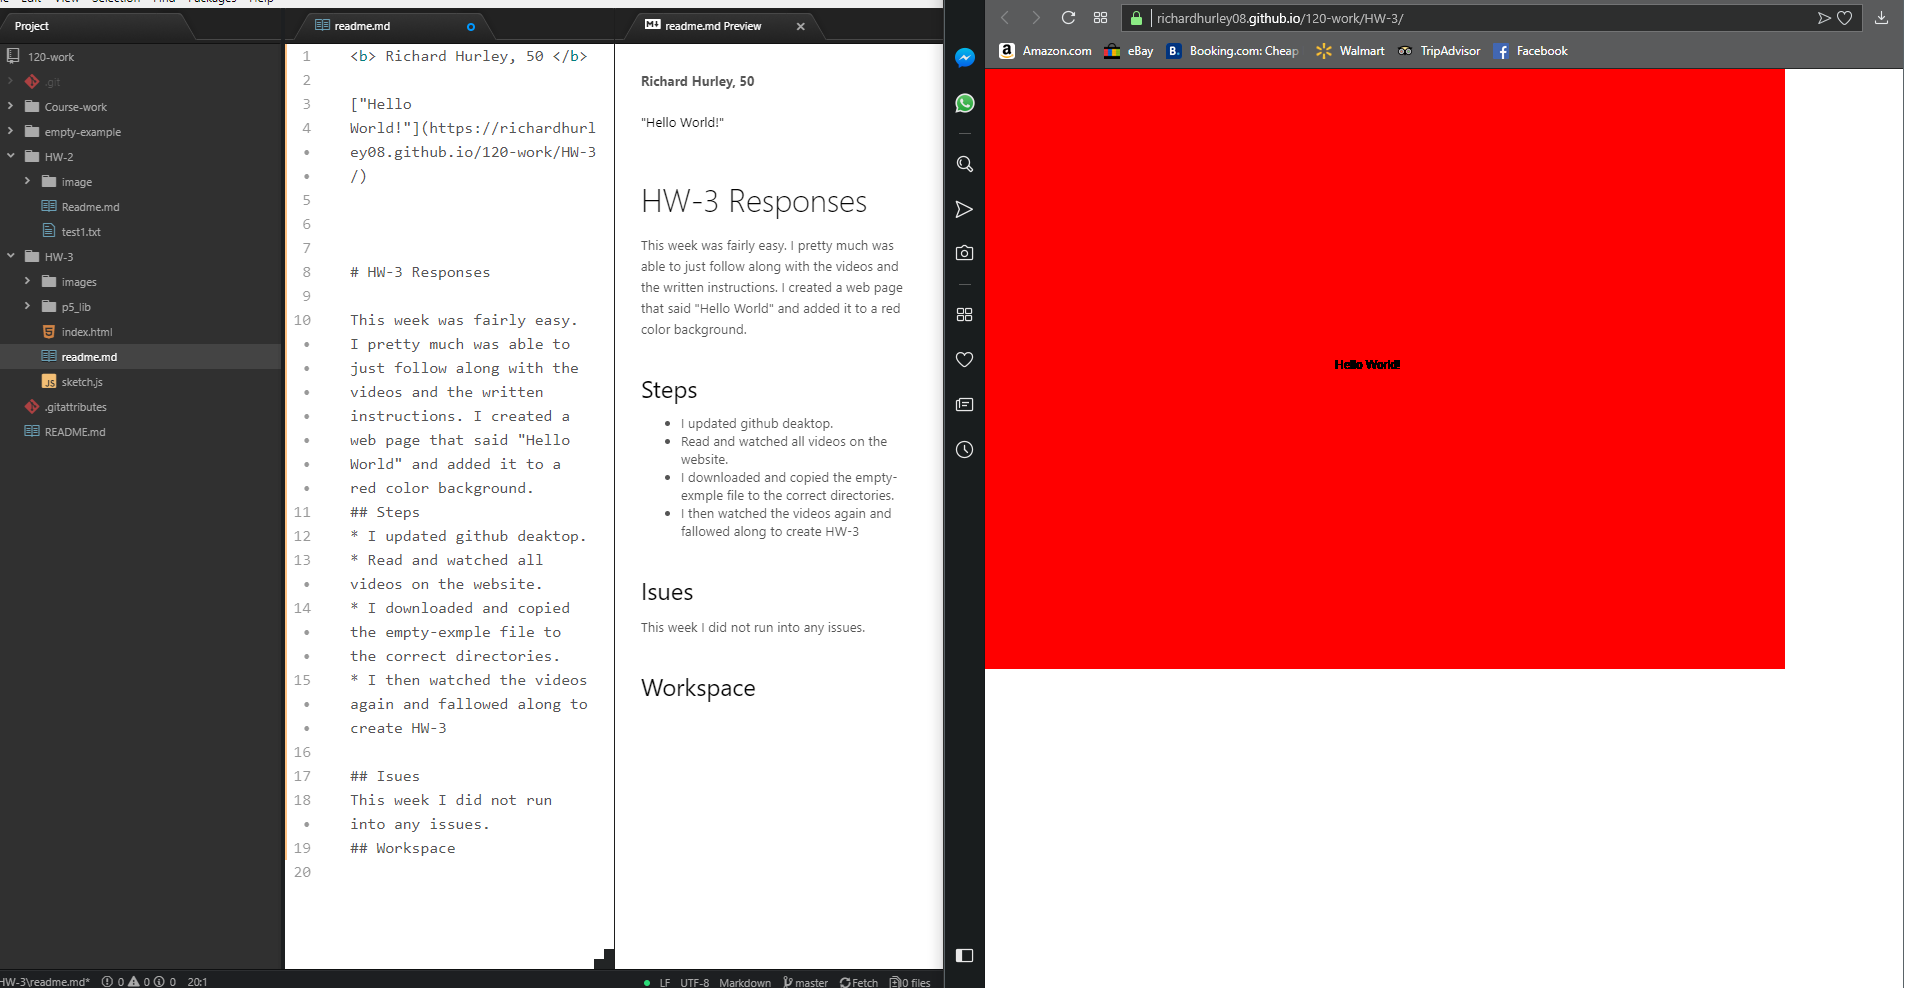 Edit View Selection Find Packages Help
Project
120-work
.git
Course-work
empty-example
HW-2
image
Readme.md
test1.txt
HW-3
images
p5_lib
index.html
readme.md
JS sketch.js
.gitattributes
README.md
readme.md
1 <b> Richard Hurley, 50 </b>
2
3 ["Hello
4 World!"](https://richardhurl
ey08.github.io/120-work/HW-3
/)
5
6
7
8 # HW-3 Responses
9
10 This week was fairly easy.
I pretty much was able to
just follow along with the
videos and the written
instructions. I created a
web page that said "Hello
World" and added it to a
red color background.
11 ## Steps
12 * I updated github deaktop.
13 * Read and watched all
videos on the website.
14 * I downloaded and copied
the empty-exmple file to
the correct directories.
15 * I then watched the videos
again and fallowed along to
create HW-3
16
17 ## Isues
18 This week I did not run
into any issues.
19 ## Workspace
20
readme.md Preview
Richard Hurley, 50
"Hello World!"
HW-3 Responses
This week was fairly easy. I pretty much was
able to just follow along with the videos and
the written instructions. I created a web page
that said "Hello World" and added it to a red
color background.
Steps
• I updated github deaktop.
• Read and watched all videos on the
website.
• I downloaded and copied the empty-
exmple file to the correct directories.
• I then watched the videos again and
fallowed along to create HW-3
Isues
This week I did not run into any issues.
Workspace
HW-3\readme.md* 0 0 0 20:1
LF UTF-8 Markdown master Fetch 0 files
richardhurley08.github.io/120-work/HW-3/
a Amazon.com eBay B. Booking.com: Cheap Walmart TripAdvisor f Facebook
Hello World!